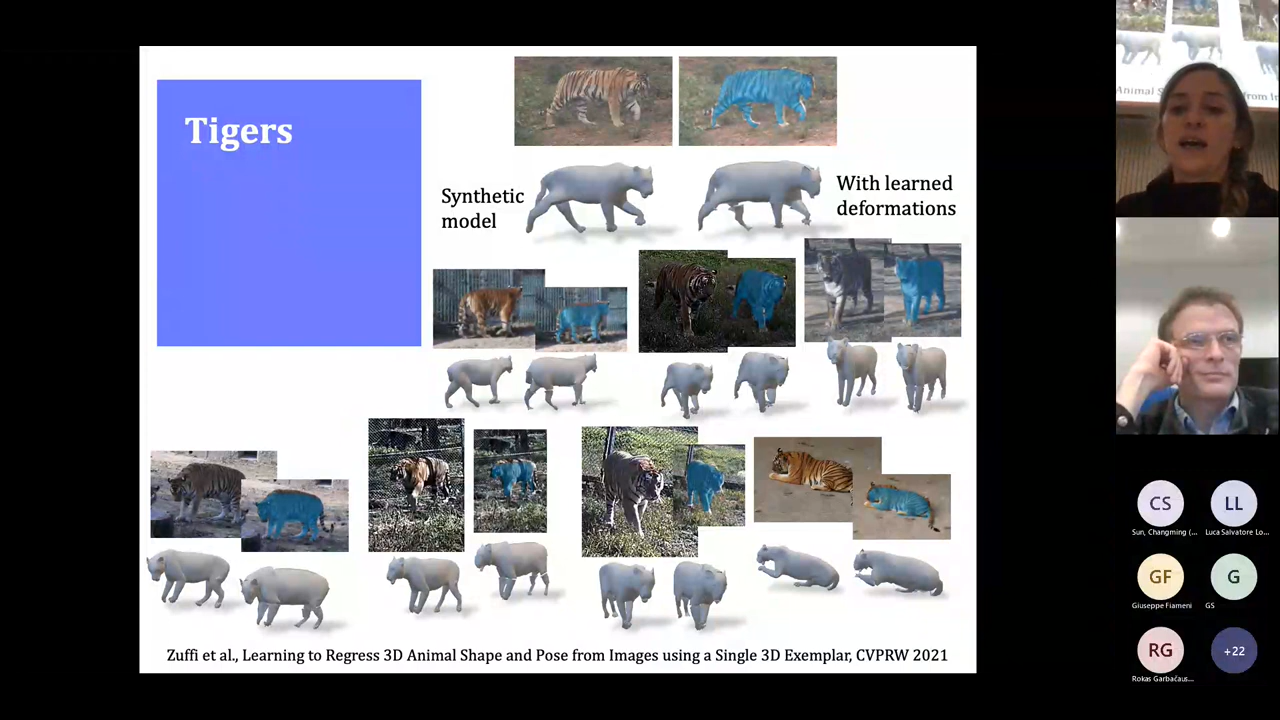 Tigers
Synthetic
model
With learned
deformations
Zuffi et al., Learning to Regress 3D Animal Shape and Pose from Images using a Single 3D Exemplar, CVPRW 2021
CS
LL
Sun, Changming (...
Luca Salvatore Lo...
GF
G
Giuseppe Fiameni
GS
RG
+22
Rokas Garbačaus...